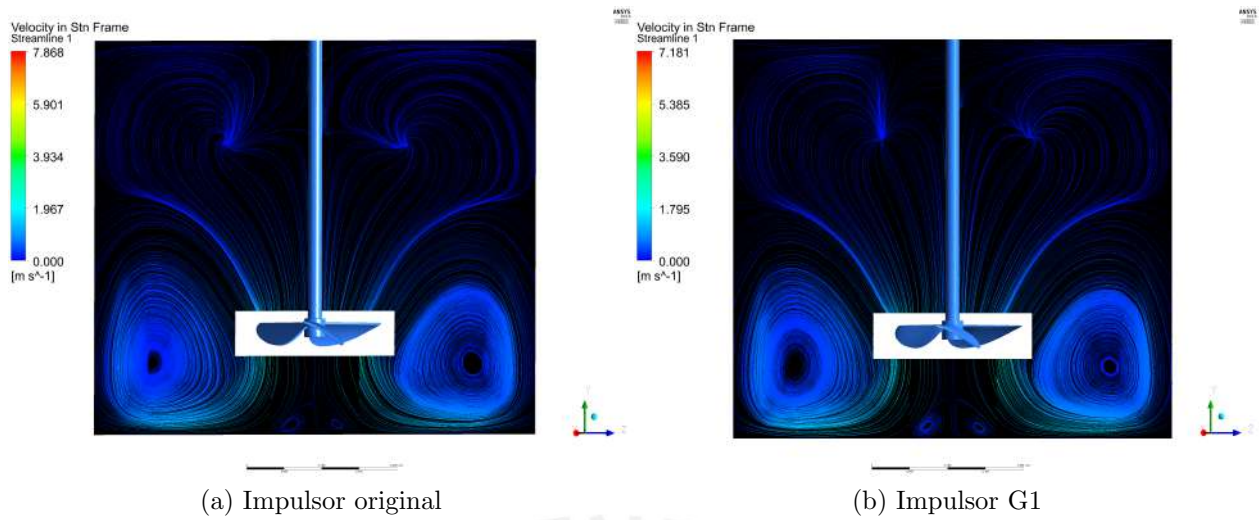 ANSYS
Velocity in Stn Frame
Streamline 1
7.868
5.901
3.934
1.967
0.000
[m s^-1]
Y
Z
(a) Impulsor original
ANSYS
Velocity in Stn Frame
Streamline 1
7.181
5.385
3.590
1.795
0.000
[m s^-1]
Y
Z
(b) Impulsor G1